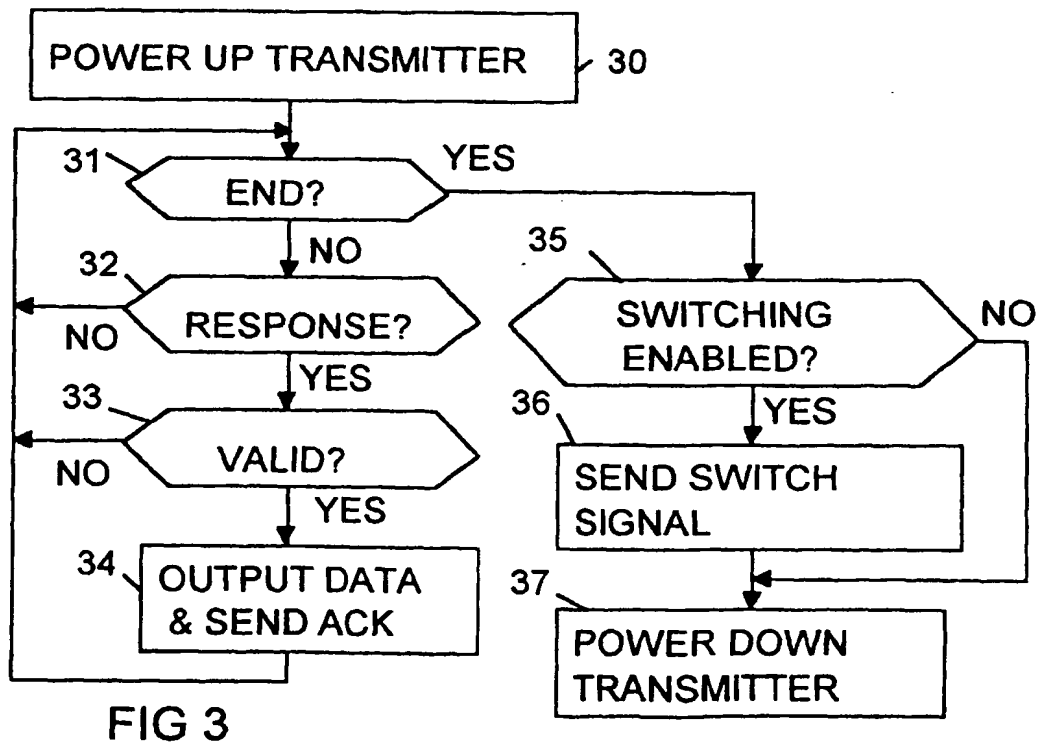 POWER UP TRANSMITTER
30
31
END?
YES
NO
32
RESPONSE?
NO
YES
33
VALID?
NO
YES
34
OUTPUT DATA
& SEND ACK
35
SWITCHING
ENABLED?
NO
YES
36
SEND SWITCH
SIGNAL
37
POWER DOWN
TRANSMITTER
FIG 3